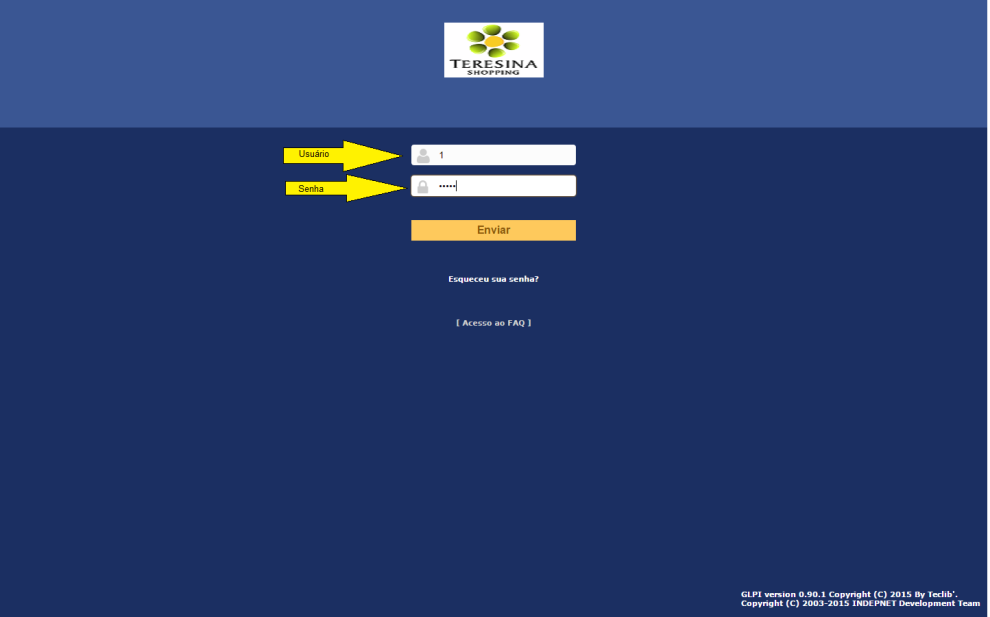 TERESINA
SHOPPING
Usuário
1
Senha
•••••
Enviar
Esqueceu sua senha?
[ Acesso ao FAQ ]
GLPI version 0.90.1 Copyright (C) 2015 By Teclib'.
Copyright (C) 2003-2015 INDEPNET Development Team